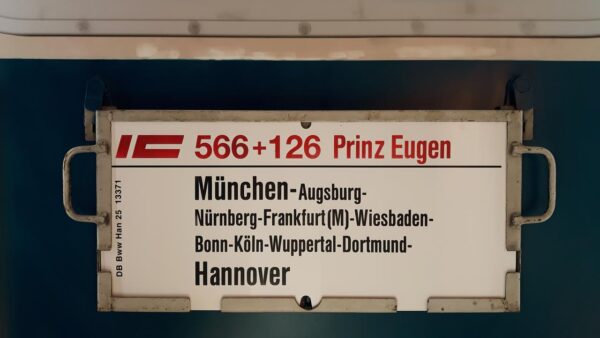 IC 566+126 Prinz Eugen
München-Augsburg-
Nürnberg-Frankfurt(M)-Wiesbaden-
Bonn-Köln-Wuppertal-Dortmund-
Hannover
DB Bww Han 25 13371